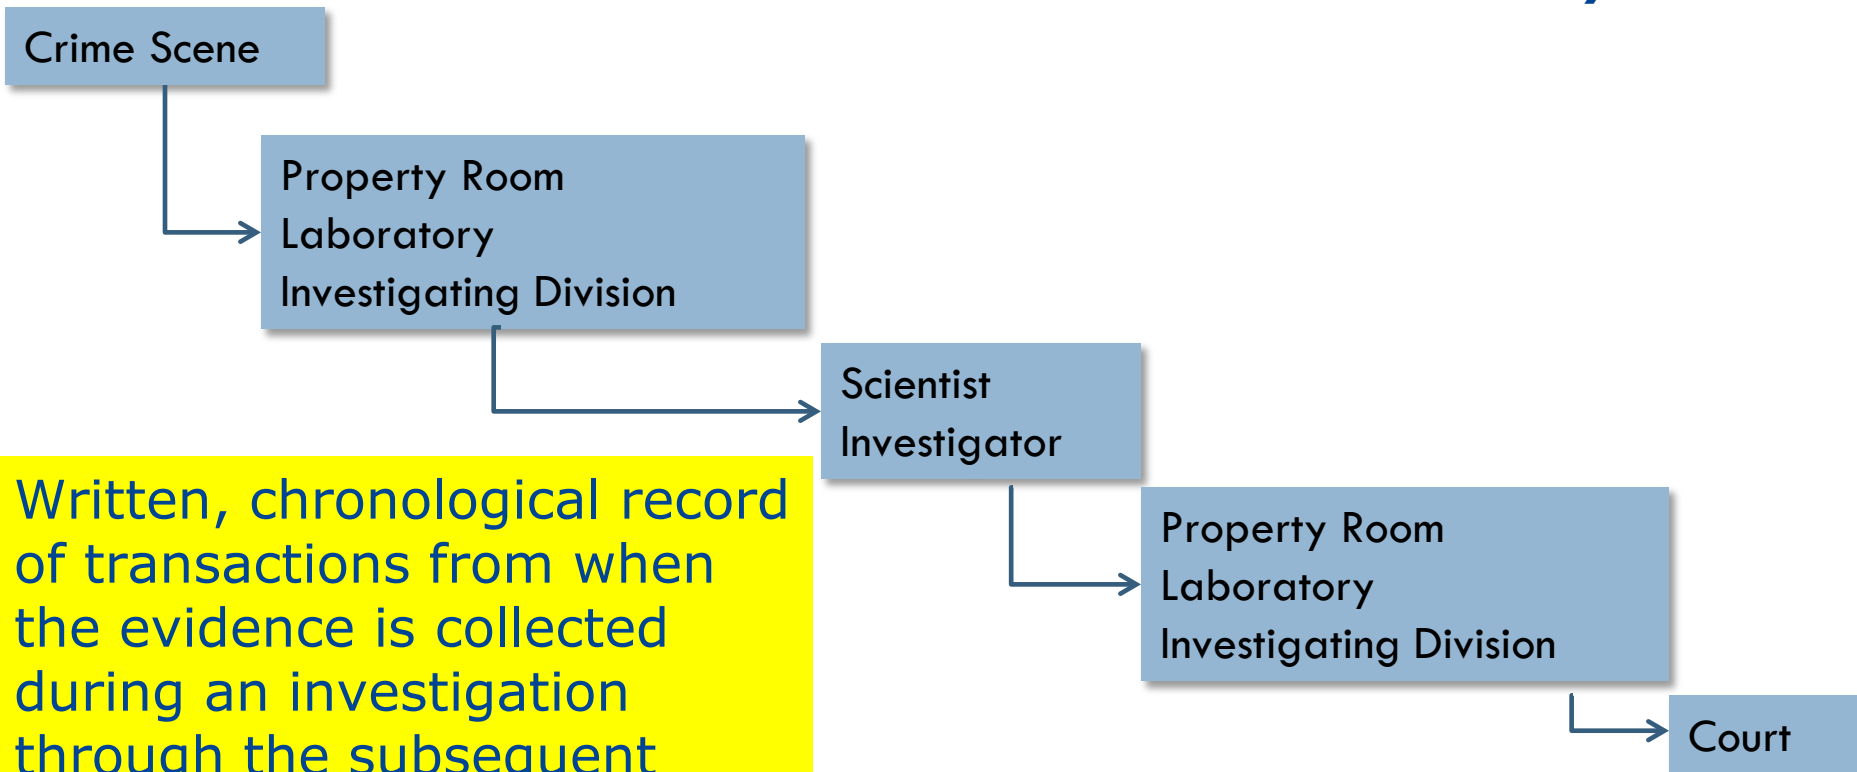 Crime Scene
Property Room
Laboratory
Investigating Division
Scientist
Investigator
Written, chronological record
of transactions from when
the evidence is collected
during an investigation
through the subsequent
Property Room
Laboratory
Investigating Division
Court